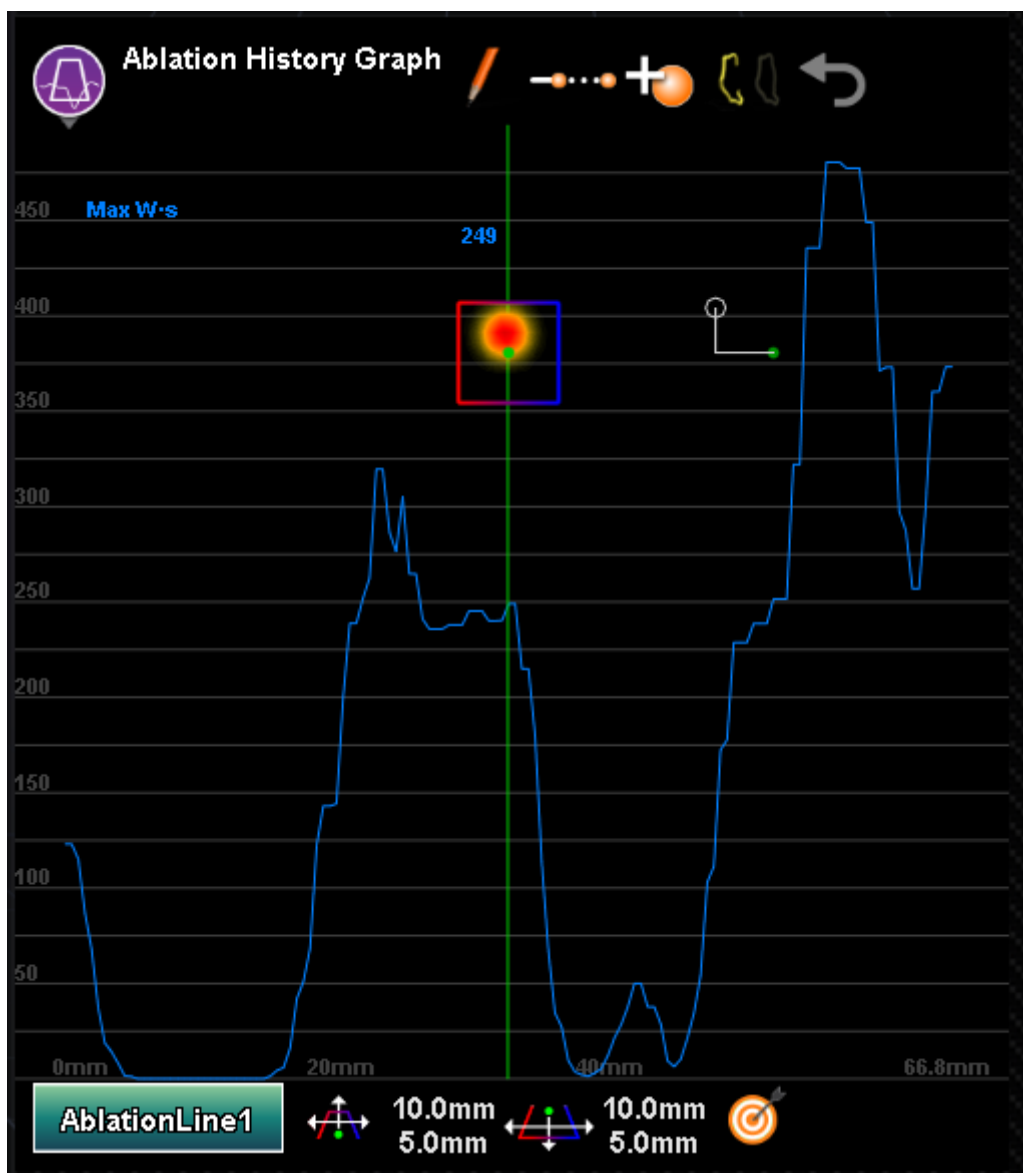 Ablation History Graph
450
Max W·s
249
400
350
300
250
200
150
100
50
0mm 20mm 40mm 66.8mm
AblationLine1
10.0mm
5.0mm
10.0mm
5.0mm